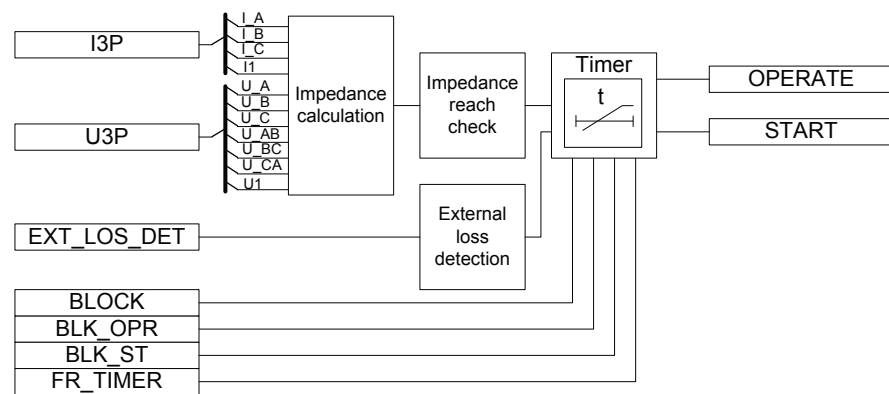 I3P
I_A
I_B
I_C
I1
U3P
U_A
U_B
U_C
U_AB
U_BC
U_CA
U1
Impedance
calculation
Impedance
reach
check
Timer
t
OPERATE
START
EXT_LOS_DET
External
loss
detection
BLOCK
BLK_OPR
BLK_ST
FR_TIMER